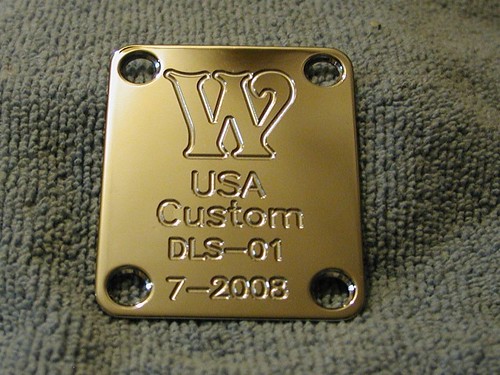 W
USA
Custom
DLS-01
7-2008